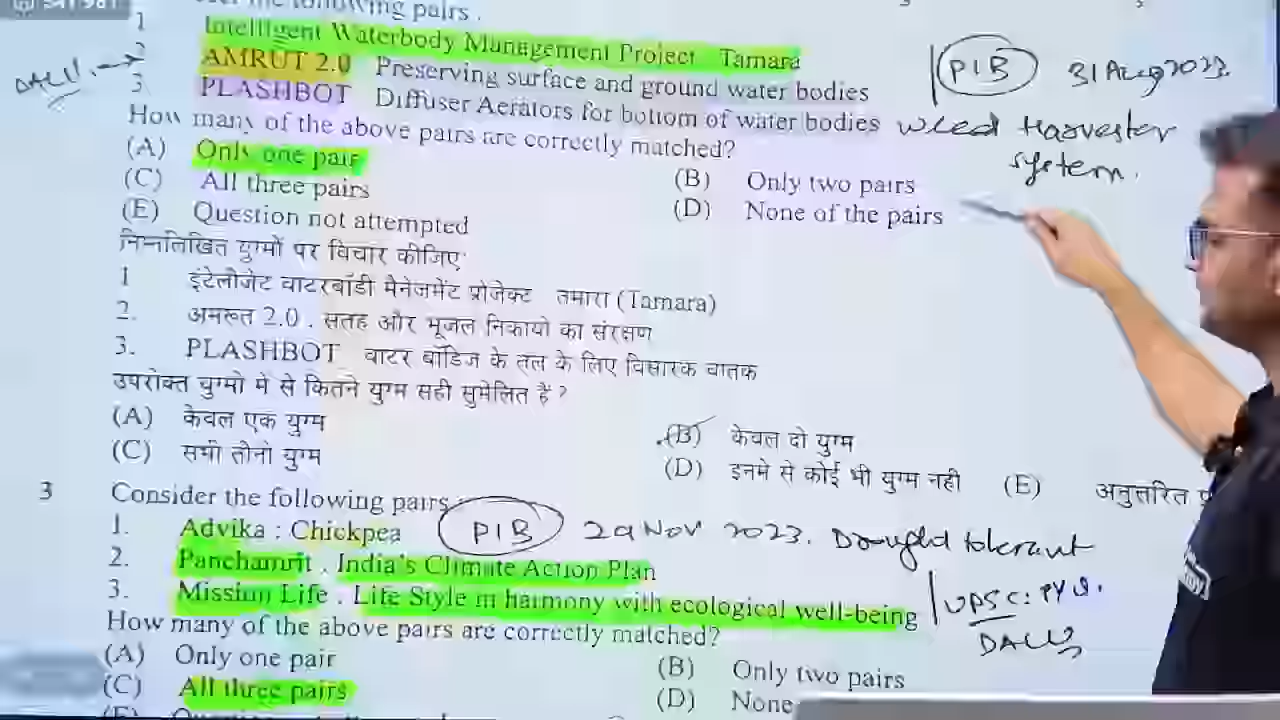 following pairs .
1 Intelligent Waterbody Management Project Tamara
2 AMRUT 2.0 Preserving surface and ground water bodies
3. PLASHBOT Diffuser Aerators for bottom of water bodies
PIB 31 Aug 2023.
weed Harvester
system.
How many of the above pairs are correctly matched?
(A) Only one pair
(B) Only two pairs
(C) All three pairs
(D) None of the pairs
(E) Question not attempted
निम्नलिखित युग्मों पर विचार कीजिए
1 इंटेलीजेंट वाटरबॉडी मैनेजमेंट प्रोजेक्ट तमारा (Tamara)
2. अमरूत 2.0 . सतह और भूजल निकायो का संरक्षण
3. PLASHBOT वाटर बॉडिज के तल के लिए विसारक वातक
उपरोक्त युग्मो मे से कितने युग्म सही सुमेलित है ?
(A) केवल एक युग्म
(B) केवल दो युग्म
(C) सभी तीनो युग्म
(D) इनमे से कोई भी युग्म नही (E) अनुत्तरित
3 Consider the following pairs
1. Advika : Chickpea PIB 29 Nov 2023.
tolerant
2. Panchamrit . India's Climate Action Plan
3. Mission Life . Life Style in harmony with ecological well-being
UPSC: PYQ.
How many of the above pairs are correctly matched?
(A) Only one pair
(B) Only two pairs
(C) All three pairs
(D) None